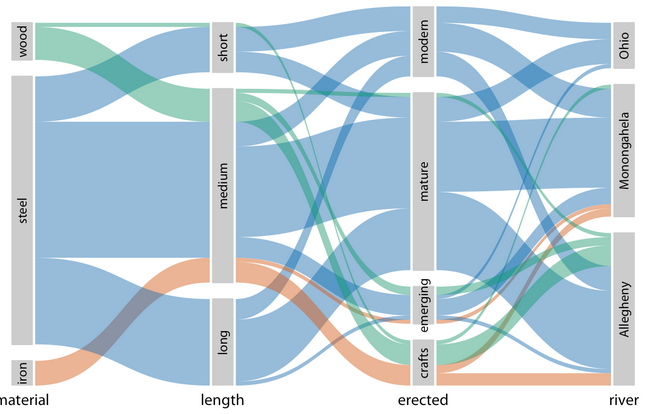 wood
steel
iron
short
medium
long
modern
mature
emerging
crafts
Ohio
Monongahela
Allegheny
material
length
erected
river